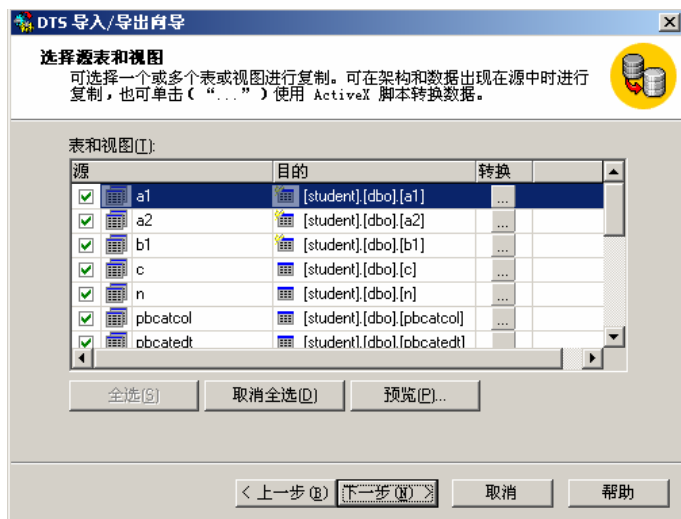 DTS 导入/导出向导
选择源表和视图
可选择一个或多个表或视图进行复制。可在架构和数据出现在源中时进行
复制，也可单击(“...”)使用 ActiveX 脚本转换数据。
表和视图(T):
源 目的 转换
a1 [student].[dbo].[a1] ...
a2 [student].[dbo].[a2] ...
b1 [student].[dbo].[b1] ...
c [student].[dbo].[c] ...
n [student].[dbo].[n] ...
pbcatcol [student].[dbo].[pbcatcol] ...
pbcatedt [student].[dbo].[pbcatedt]
全选(S) 取消全选(D) 预览(P)...
< 上一步(B) 下一步(N) > 取消 帮助